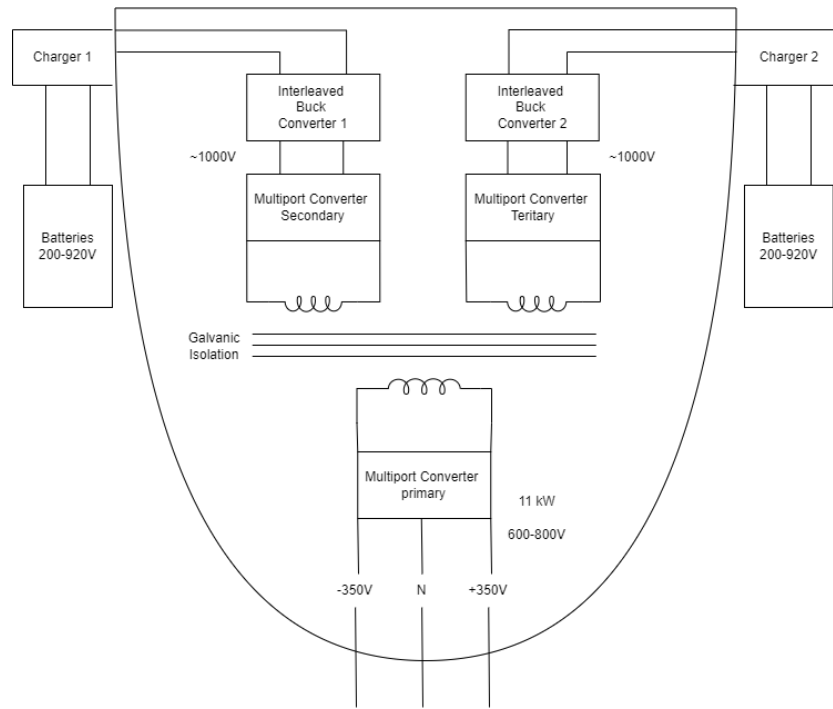 Charger 1
Interleaved
Buck
Converter 1
Interleaved
Buck
Converter 2
Charger 2
~1000V
~1000V
Multiport Converter
Secondary
Multiport Converter
Teritary
Batteries
200-920V
Batteries
200-920V
Galvanic
Isolation
Multiport Converter
primary
11 kW
600-800V
-350V
N
+350V